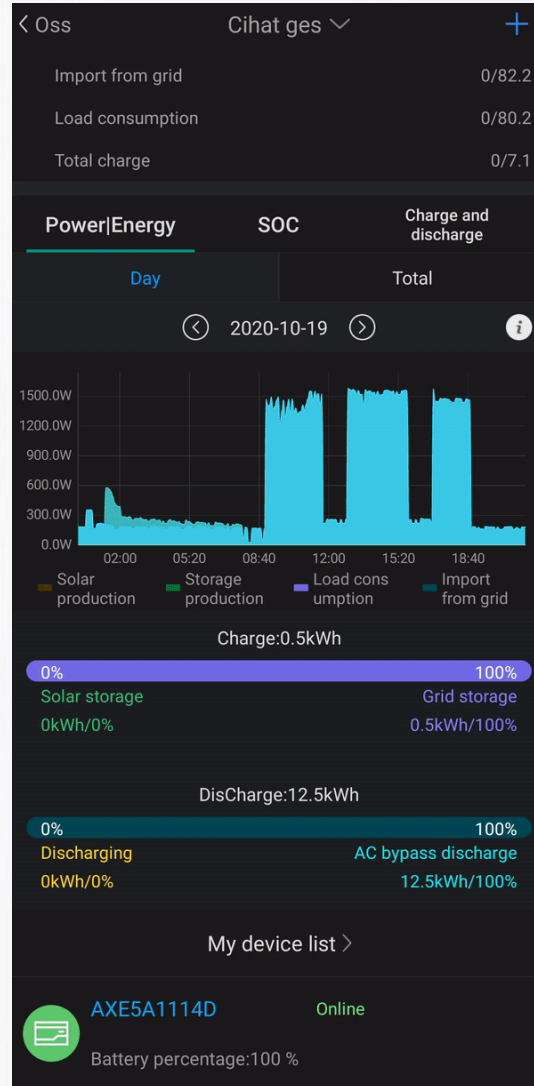 Oss
Cihat ges
Import from grid 0/82.2
Load consumption 0/80.2
Total charge 0/7.1
Power|Energy SOC Charge and
discharge
Day Total
2020-10-19
1500.0W
1200.0W
900.0W
600.0W
300.0W
0.0W
02:00 05:20 08:40 12:00 15:20 18:40
Solar Storage Load cons Import
production production umption from grid
Charge:0.5kWh
0% 100%
Solar storage Grid storage
0kWh/0% 0.5kWh/100%
DisCharge:12.5kWh
0% 100%
Discharging AC bypass discharge
0kWh/0% 12.5kWh/100%
My device list
AXE5A1114D Online
Battery percentage:100 %